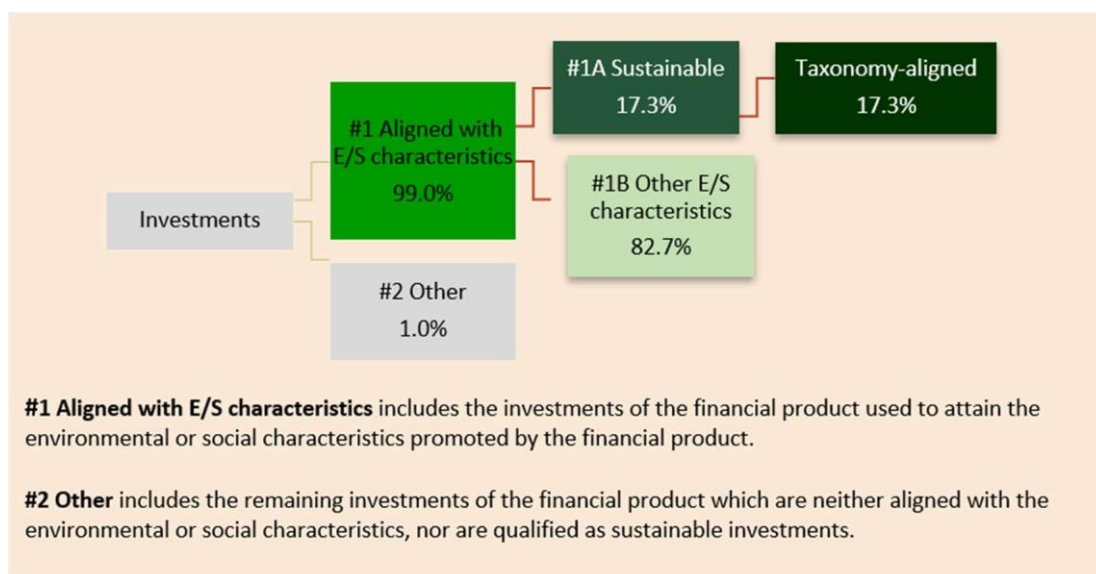 #1A Sustainable
17.3%
Taxonomy-aligned
17.3%
#1 Aligned with
E/S characteristics
99.0%
#1B Other E/S
characteristics
82.7%
Investments
#2 Other
1.0%
#1 Aligned with E/S characteristics includes the investments of the financial product used to attain the
environmental or social characteristics promoted by the financial product.
#2 Other includes the remaining investments of the financial product which are neither aligned with the
environmental or social characteristics, nor are qualified as sustainable investments.